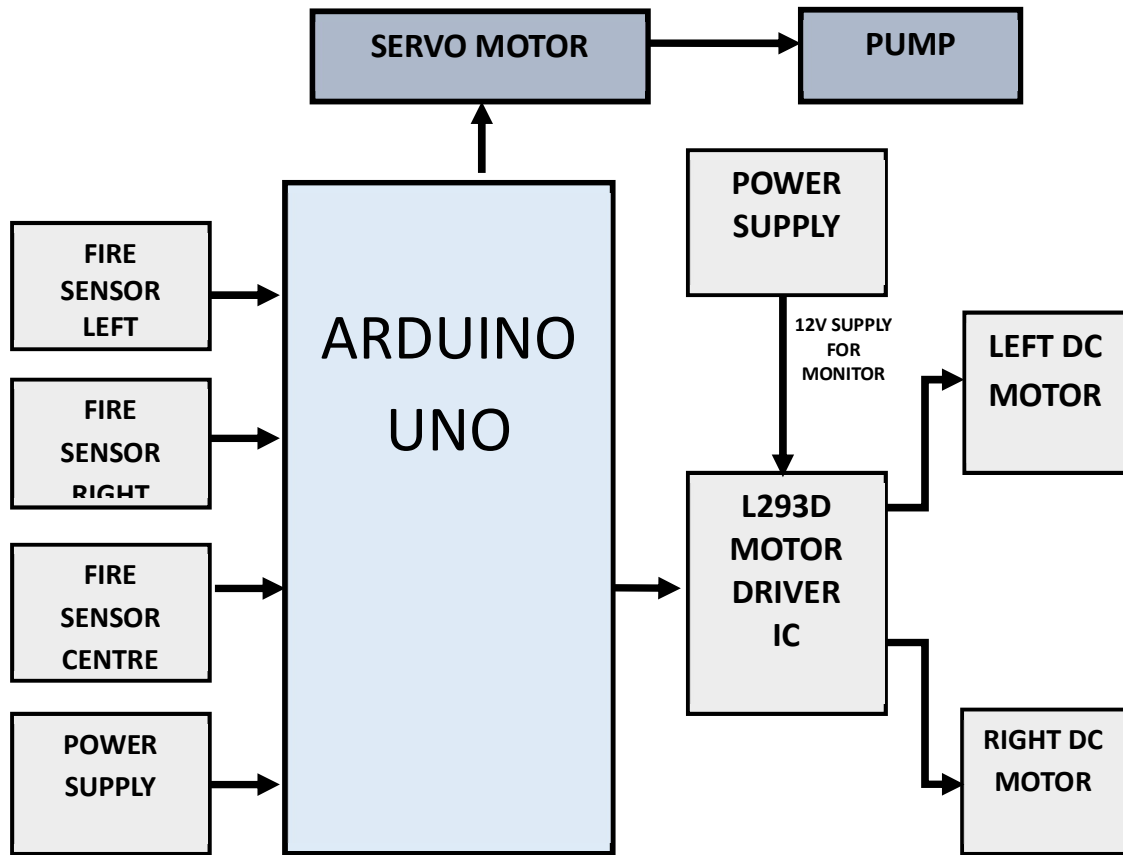 SERVO MOTOR
PUMP
POWER
SUPPLY
FIRE
SENSOR
LEFT
ARDUINO
UNO
12V SUPPLY
FOR
MONITOR
LEFT DC
MOTOR
FIRE
SENSOR
RIGHT
L293D
MOTOR
DRIVER
IC
FIRE
SENSOR
CENTRE
POWER
SUPPLY
RIGHT DC
MOTOR